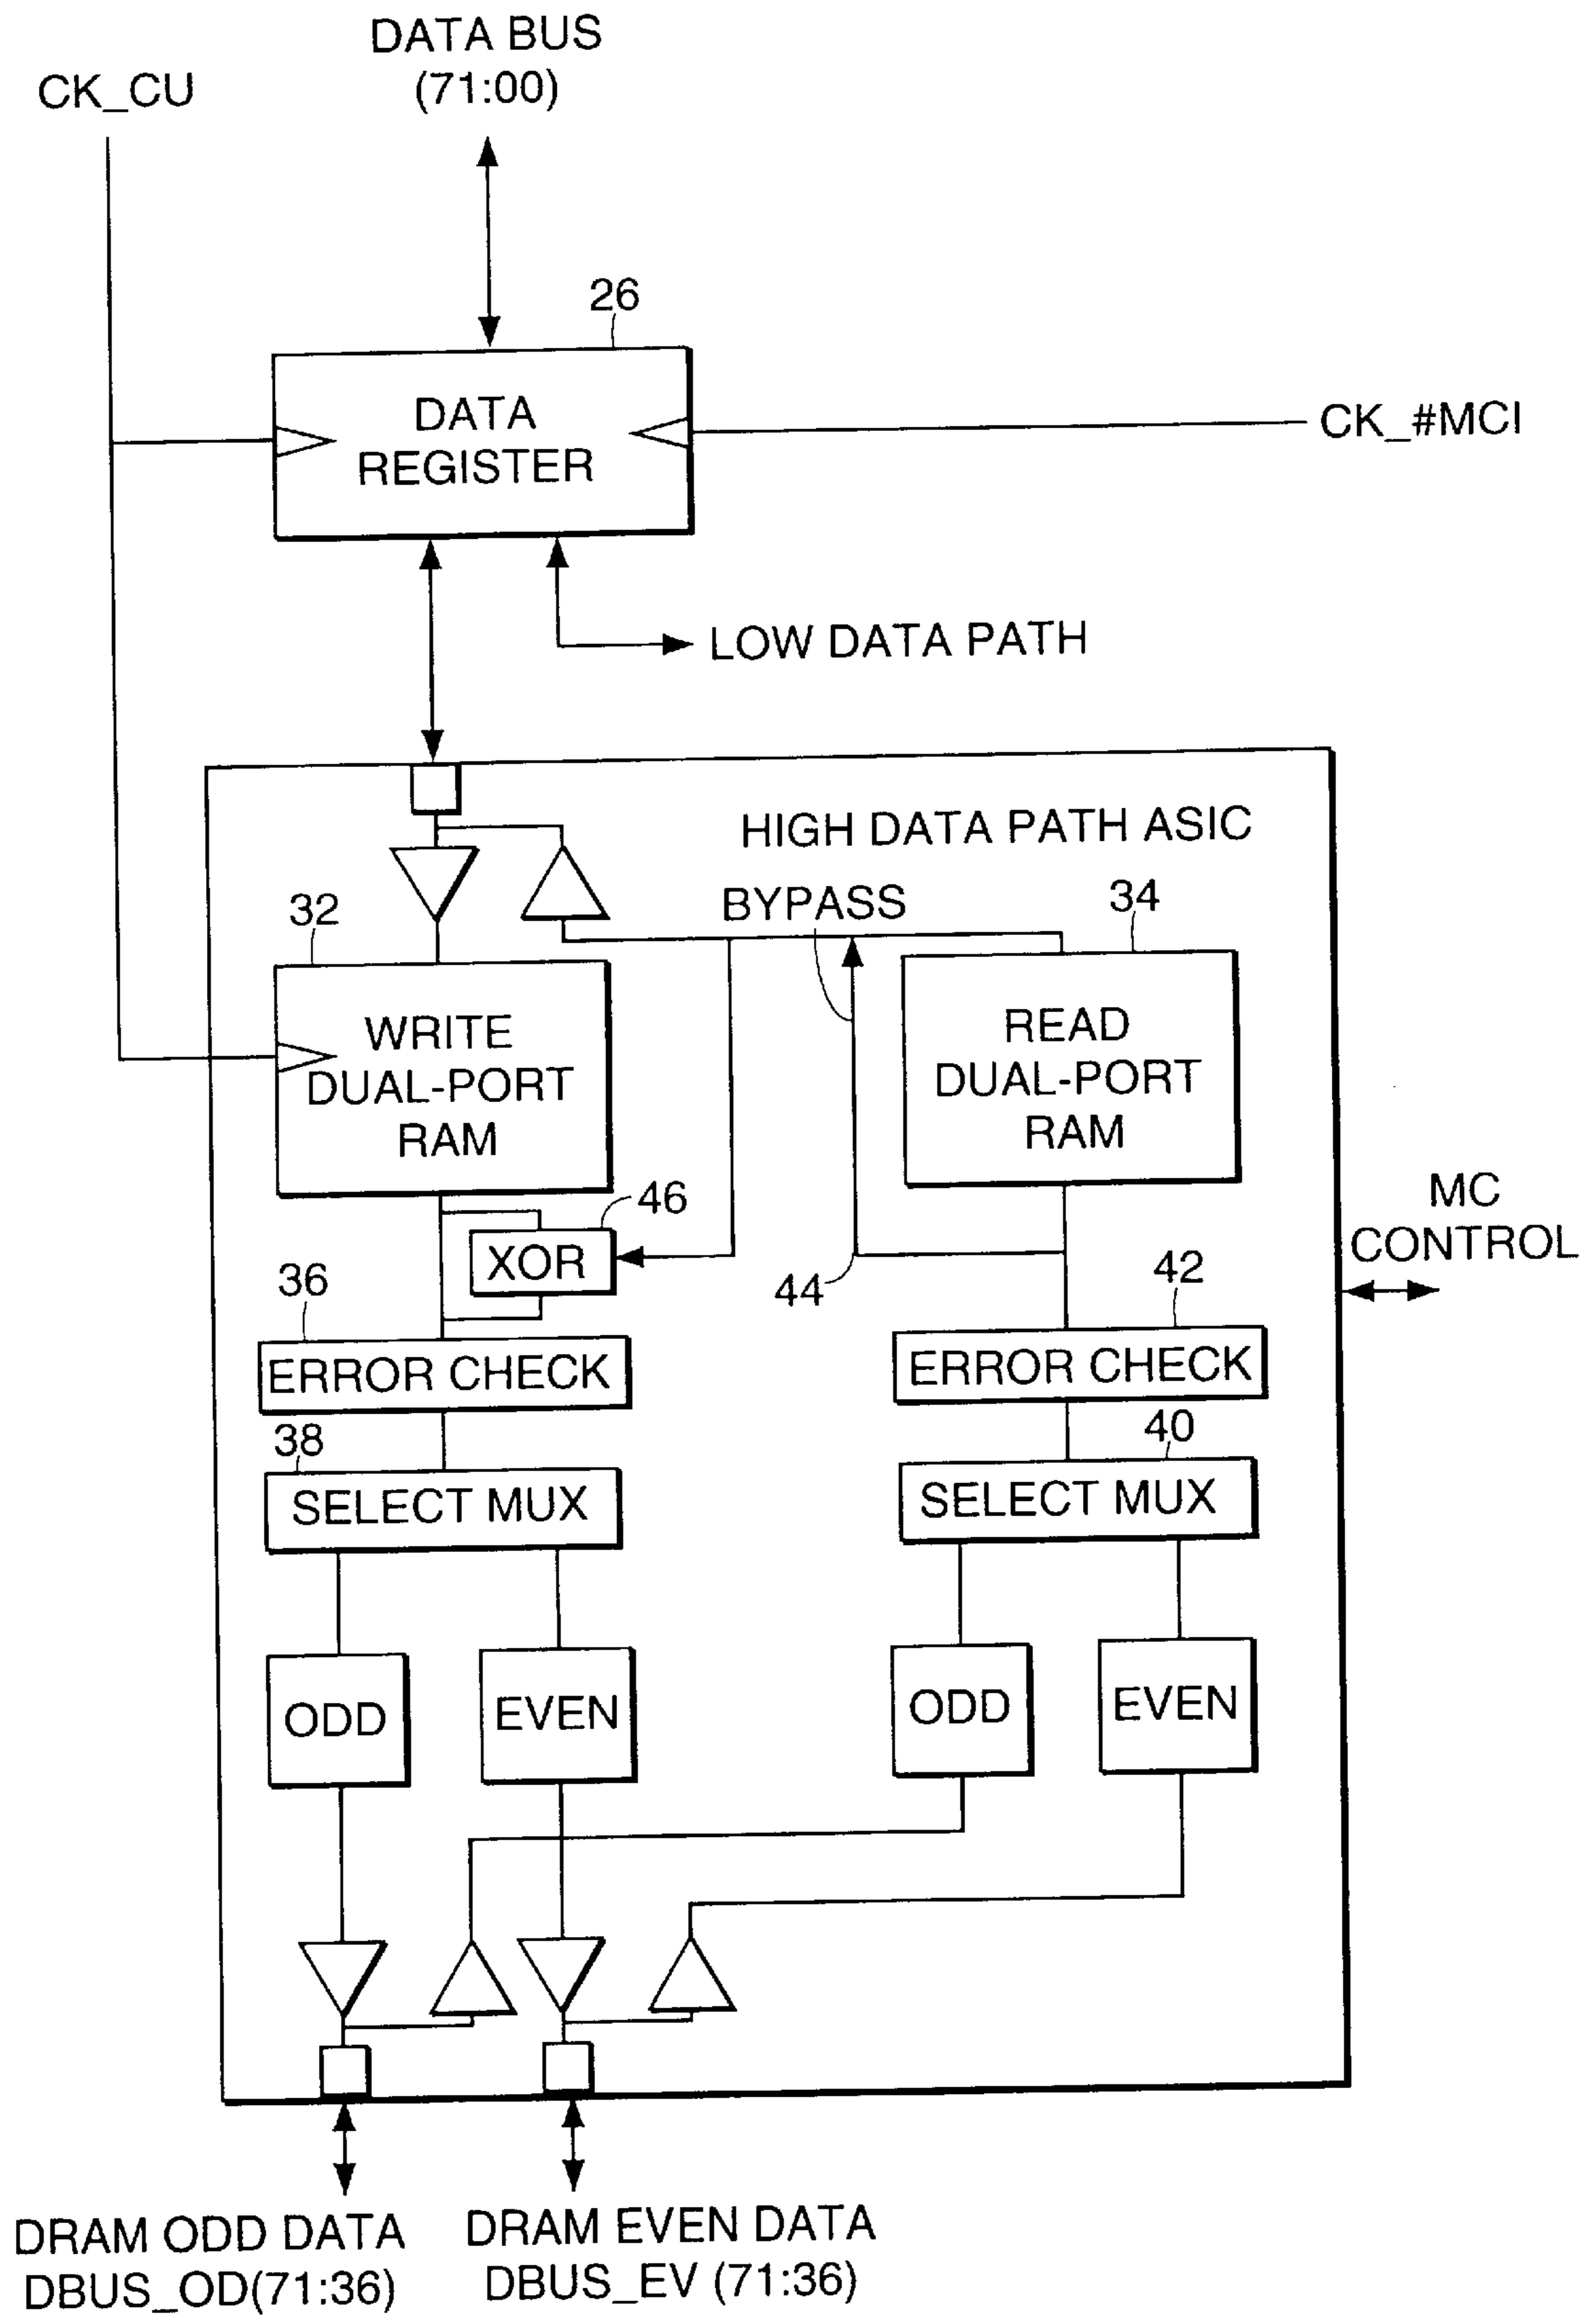 DATA BUS
(71:00)
CK_CU
26
DATA
REGISTER
CK_#MCI
LOW DATA PATH
HIGH DATA PATH ASIC
BYPASS
32
34
WRITE
DUAL-PORT
RAM
READ
DUAL-PORT
RAM
46
XOR
44
MC
CONTROL
36
ERROR CHECK
42
ERROR CHECK
38
SELECT MUX
40
SELECT MUX
ODD
EVEN
ODD
EVEN
DRAM ODD DATA
DBUS_OD(71:36)
DRAM EVEN DATA
DBUS_EV (71:36)